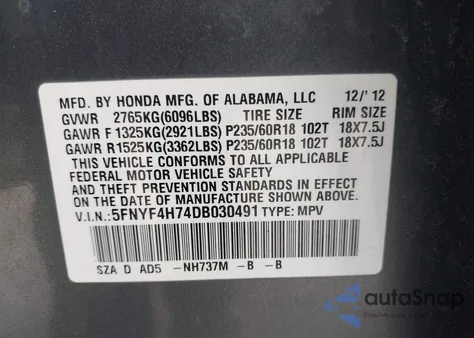 MFD. BY HONDA MFG. OF ALABAMA, LLC 12/'12
GVWR 2765KG(6096LBS) TIRE SIZE RIM SIZE
GAWR F 1325KG(2921LBS) P235/60R18 102T 18X7.5J
GAWR R 1525KG(3362LBS) P235/60R18 102T 18X7.5J
THIS VEHICLE CONFORMS TO ALL APPLICABLE
FEDERAL MOTOR VEHICLE SAFETY
AND THEFT PREVENTION STANDARDS IN EFFECT
ON THE DATE OF MANUFACTURE SHOWN ABOVE.
V.I.N.: 5FNYF4H74DB030491 TYPE: MPV
SZA D AD5 -NH737M -B -B
autoSnap